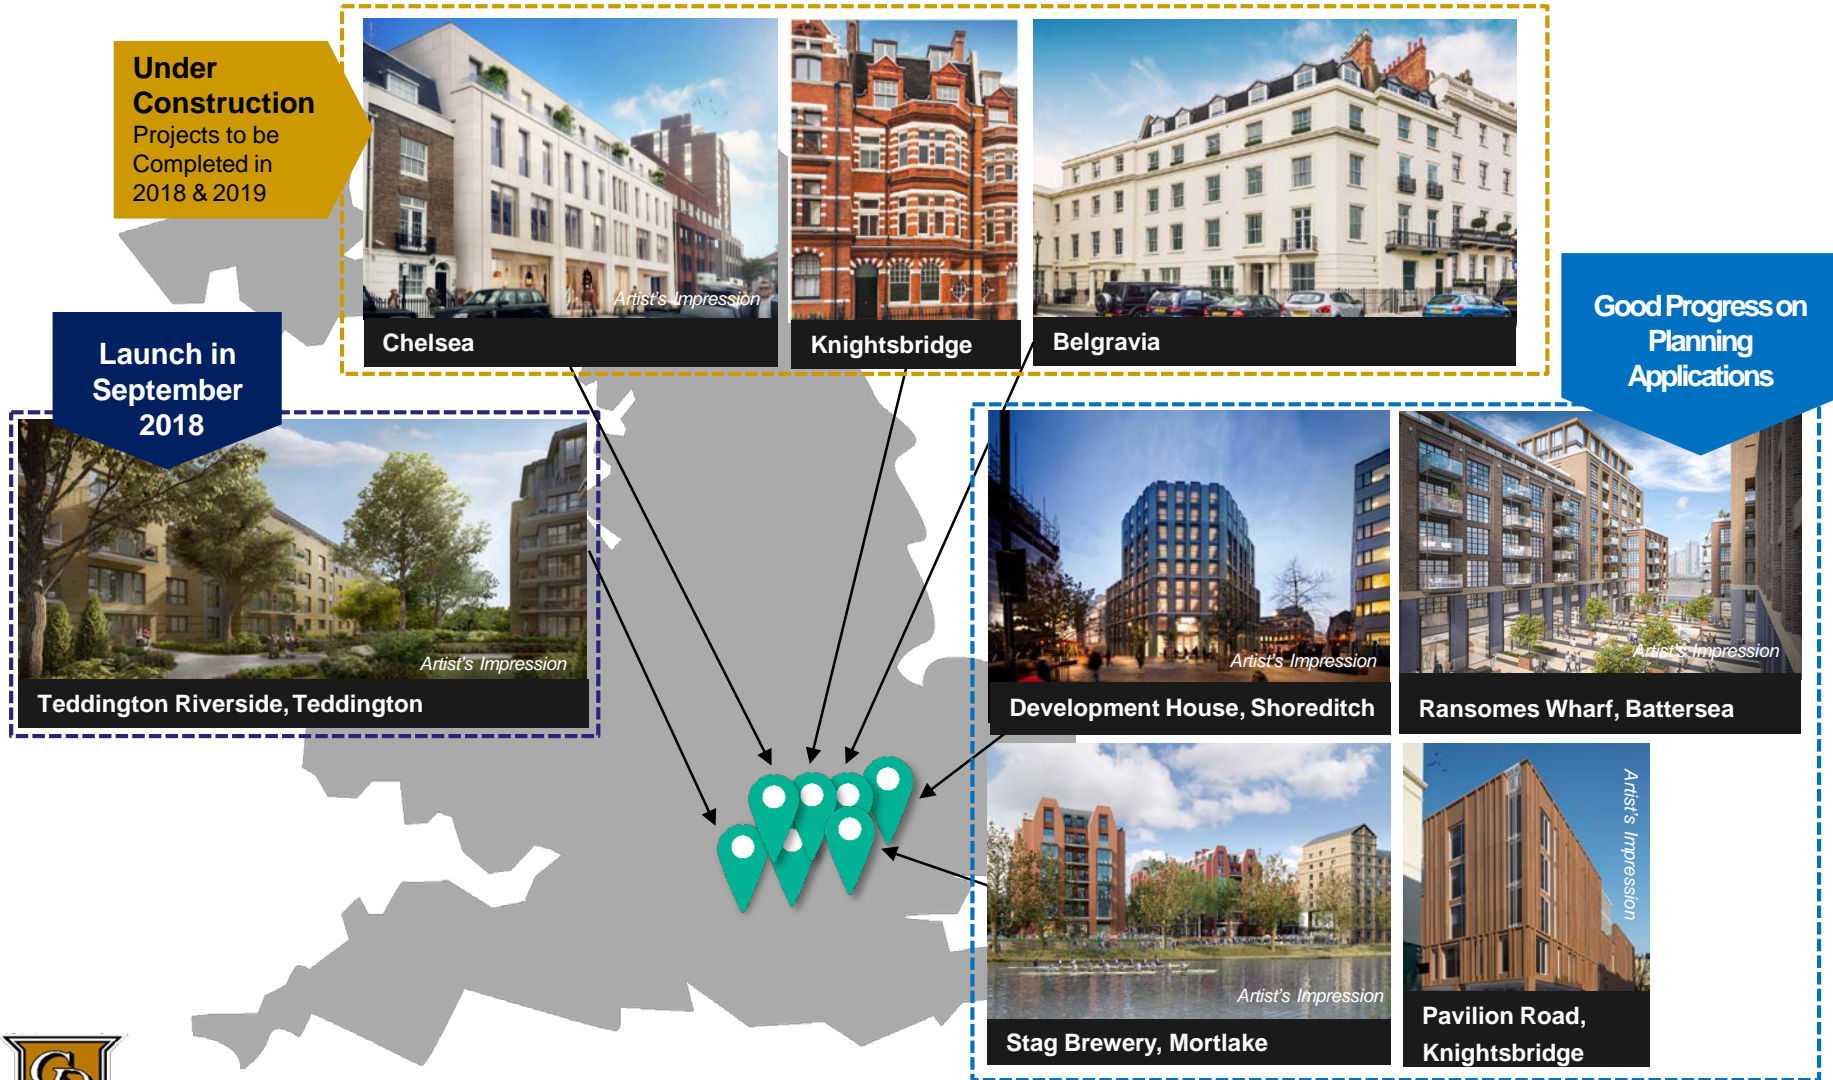 Under
Construction
Projects to be
Completed in
2018 & 2019
Artist's Impression
Chelsea
Knightsbridge
Belgravia
Launch in
September
2018
Artist's Impression
Teddington Riverside, Teddington
Good Progress on
Planning
Applications
Artist's Impression
Development House, Shoreditch
Artist's Impression
Ransomes Wharf, Battersea
Artist's Impression
Stag Brewery, Mortlake
Artist's Impression
Pavilion Road,
Knightsbridge